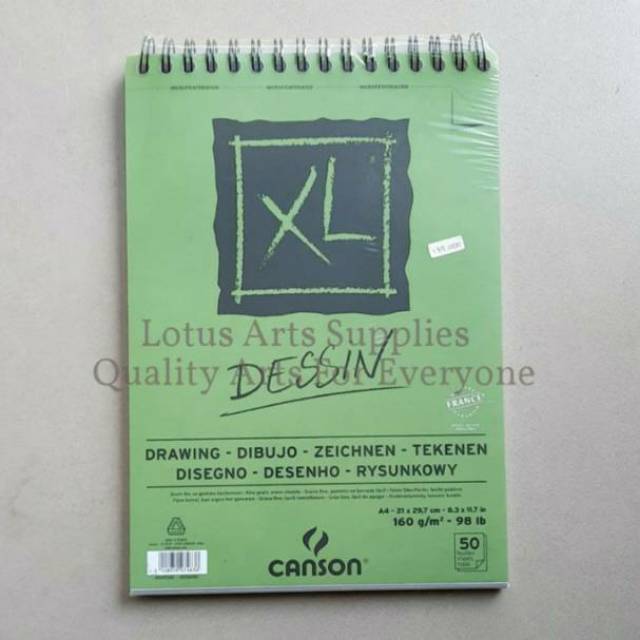 XL
Lotus Arts Supplies
DESSIN
Quality Arts For Everyone
FRANCE
DRAWING - DIBUJO - ZEICHNEN - TEKENEN
DISEGNO - DESENHO - RYSUNKOWY
A4 - 21 x 29,7 cm - 8.3 x 11.7 in
160 g/m² - 98 lb
50
CANSON